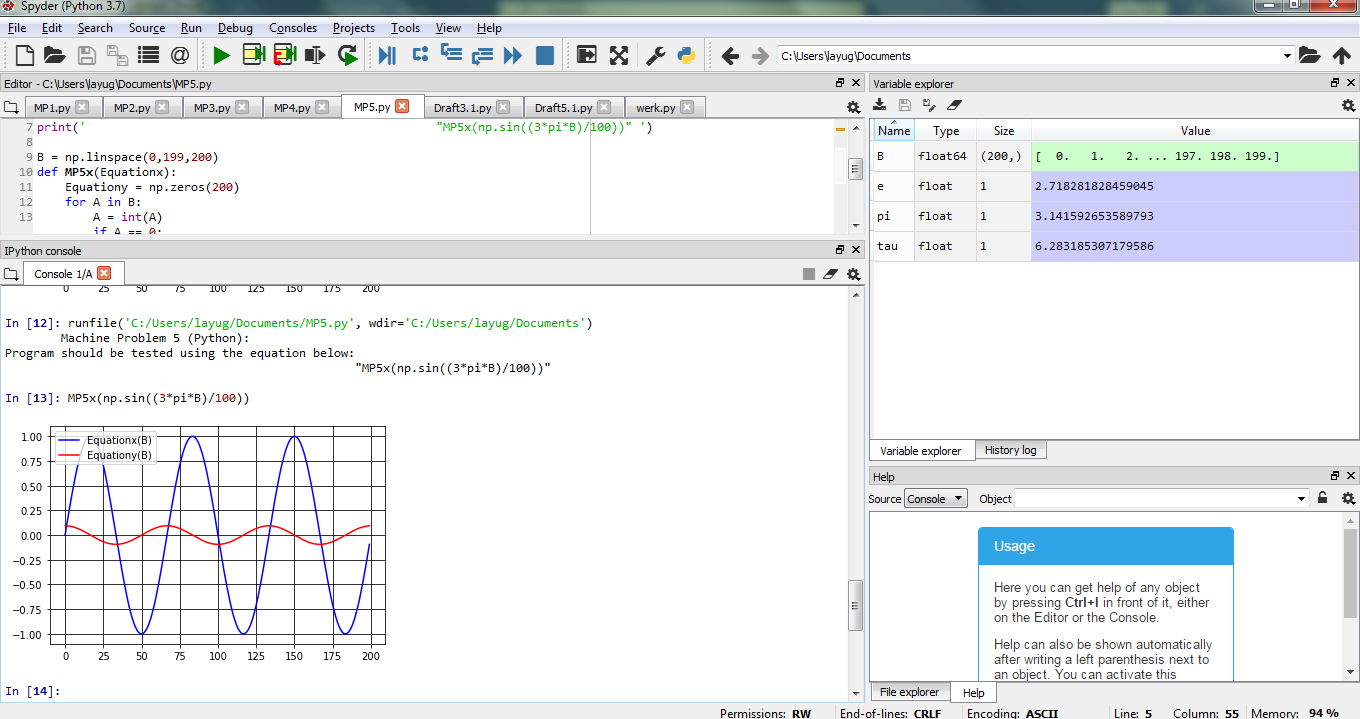 Spyder (Python 3.7)
File Edit Search Source Run Debug Consoles Projects Tools View Help
C:\Users\layug\Documents
Editor - C:\Users\layug\Documents\MP5.py
MP1.py MP2.py MP3.py MP4.py MP5.py Draft3.1.py Draft5.1.py werk.py
7 print(' "MP5x(np.sin((3*pi*B)/100))" ')
8
9 B = np.linspace(0,199,200)
10 def MP5x(Equationx):
11 Equationy = np.zeros(200)
12 for A in B:
13 A = int(A)
if A == 0:
IPython console
Console 1/A
0 25 50 75 100 125 150 175 200
In [12]: runfile('C:/Users/layug/Documents/MP5.py', wdir='C:/Users/layug/Documents')
Machine Problem 5 (Python):
Program should be tested using the equation below:
"MP5x(np.sin((3*pi*B)/100))"
In [13]: MP5x(np.sin((3*pi*B)/100))
Equationx(B)
Equationy(B)
1.00
0.75
0.50
0.25
0.00
−0.25
−0.50
−0.75
−1.00
0 25 50 75 100 125 150 175 200
In [14]:
Variable explorer
Name Type Size Value
B float64 (200,) [ 0. 1. 2. ... 197. 198. 199.]
e float 1 2.718281828459045
pi float 1 3.141592653589793
tau float 1 6.283185307179586
Variable explorer History log
Help
Source Console Object
Usage
Here you can get help of any object
by pressing Ctrl+I in front of it, either
on the Editor or the Console.
Help can also be shown automatically
after writing a left parenthesis next to
an object. You can activate this
File explorer Help
Permissions: RW End-of-lines: CRLF Encoding: ASCII Line: 5 Column: 55 Memory: 94 %